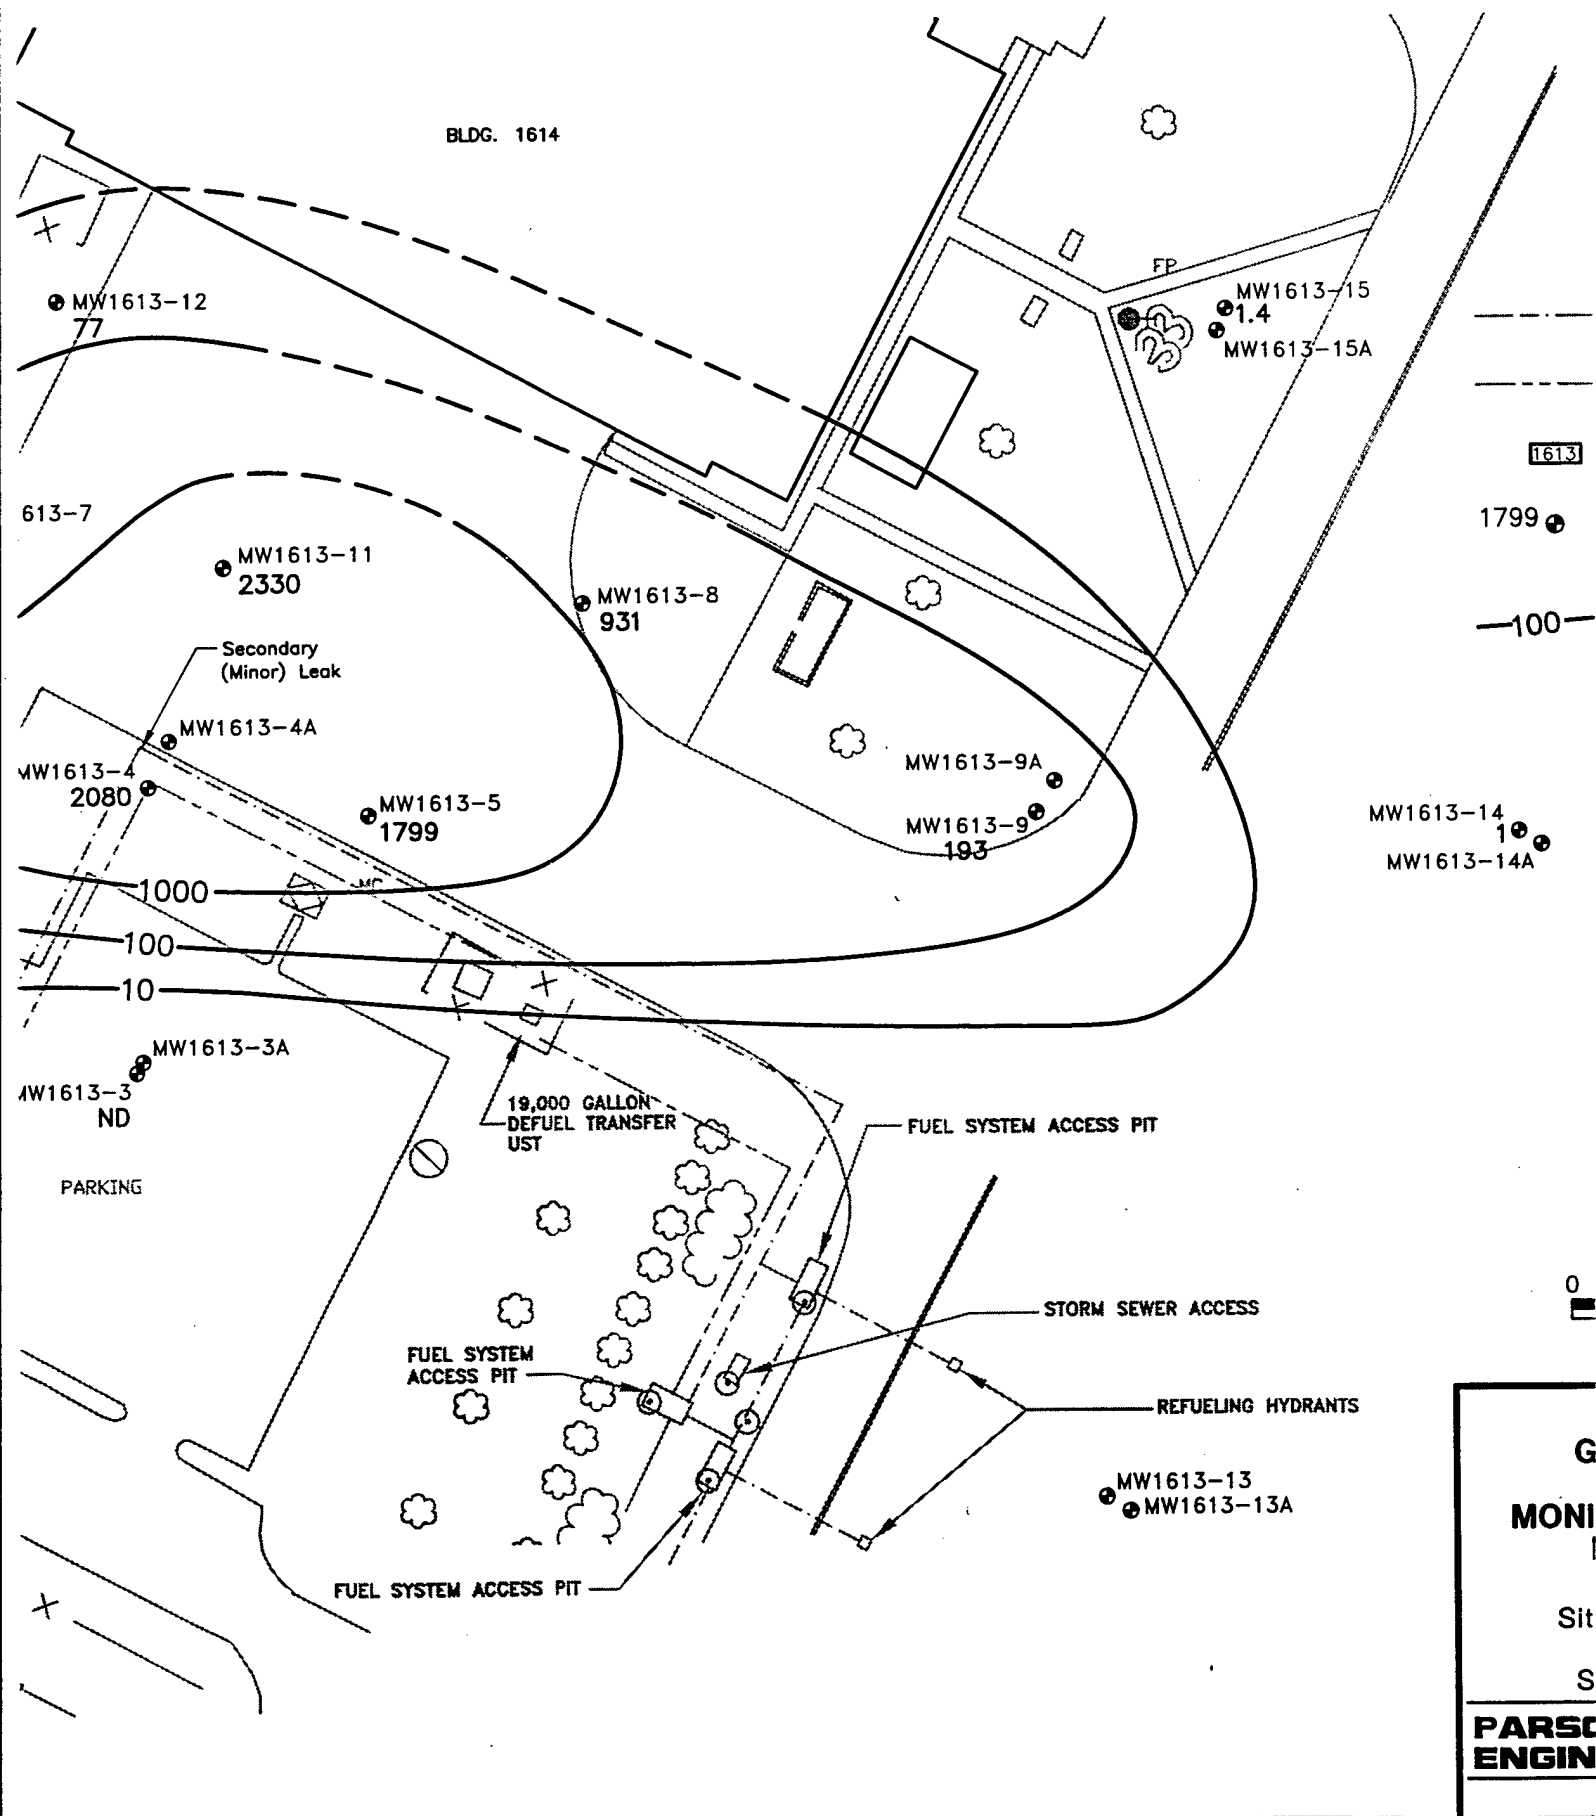 BLDG. 1614
MW1613-12
77
FP
MW1613-15
1.4
MW1613-15A
1613
613-7
1799
MW1613-11
2330
MW1613-8
931
100
Secondary
(Minor) Leak
MW1613-4A
MW1613-4
2080
MW1613-5
1799
MW1613-9A
MW1613-9
193
MW1613-14
1
MW1613-14A
1000
MC
100
10
MW1613-3A
MW1613-3
ND
19,000 GALLON
DEFUEL TRANSFER
UST
FUEL SYSTEM ACCESS PIT
PARKING
0
STORM SEWER ACCESS
FUEL SYSTEM
ACCESS PIT
REFUELING HYDRANTS
G
MW1613-13
MW1613-13A
MONI
FUEL SYSTEM ACCESS PIT
Sit
S
PARSO
ENGIN